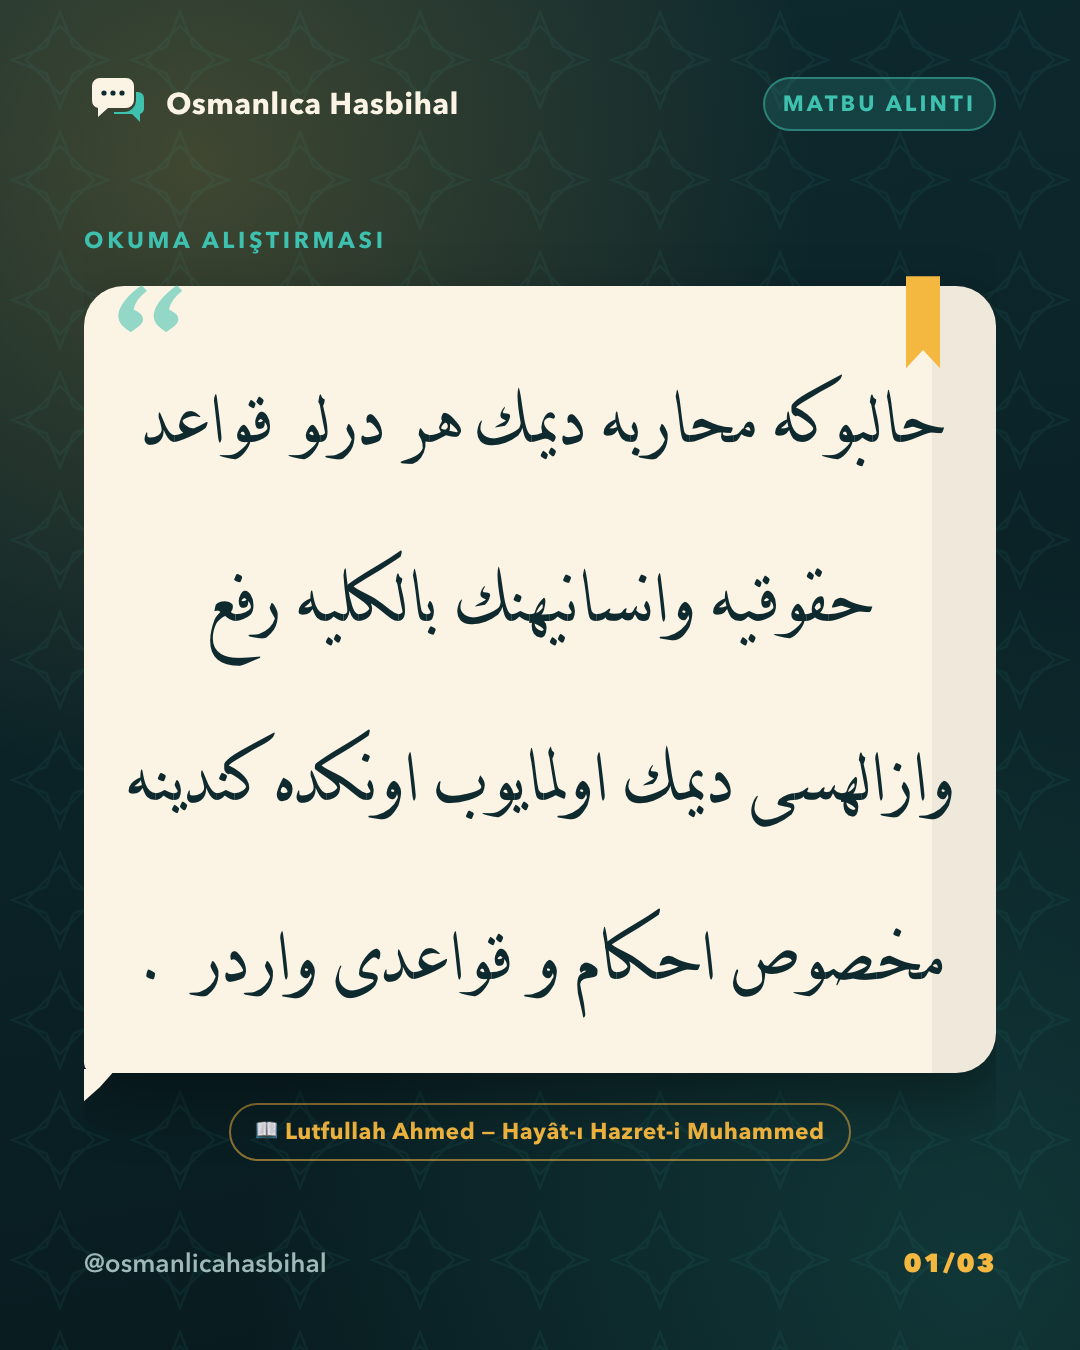 Osmanlıca Hasbihal
MATBU ALINTI
OKUMA ALIŞTIRMASI
“
حالبوكه محاربه ديمك هر درلو قواعد
حقوقيه وانسانيهنك بالكليه رفع
وازالهسى ديمك اولمايوب اونكده كندينه
مخصوص احكام و قواعدى واردر .
Lutfullah Ahmed — Hayât-ı Hazret-i Muhammed
@osmanlicahasbihal
01/03